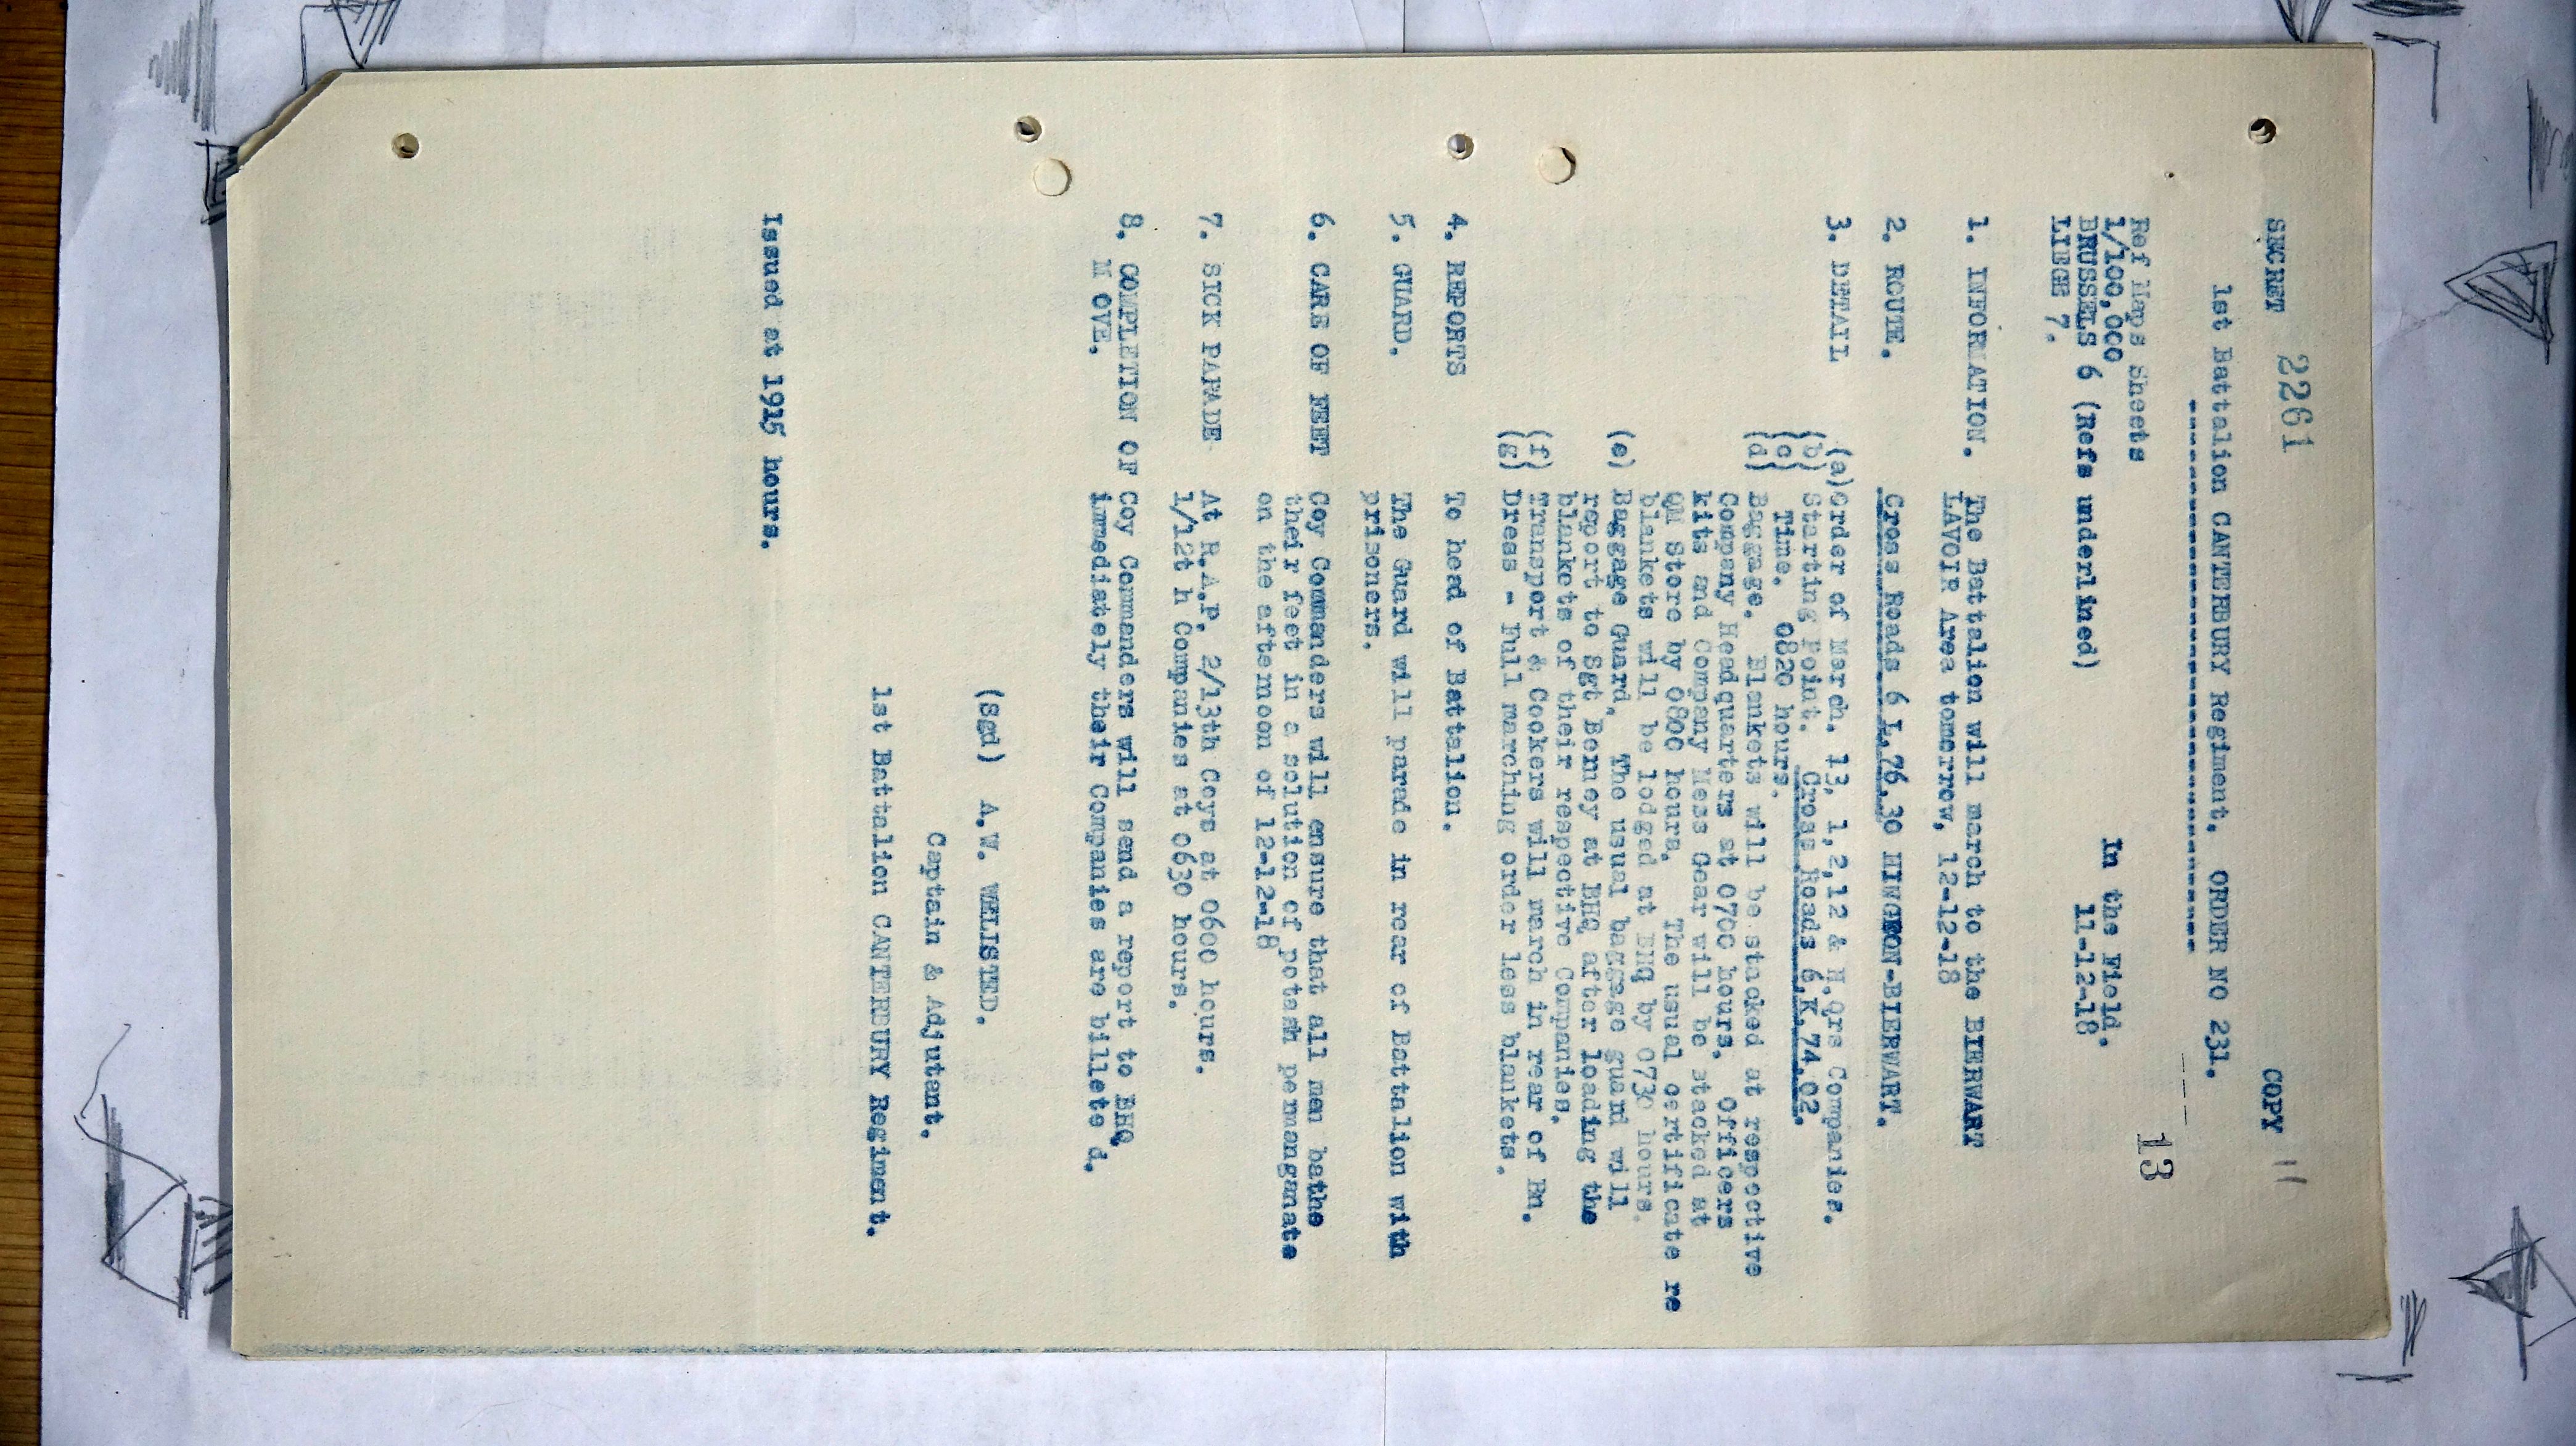 2261
SECRET COPY 11
1st Battalion CANTERBURY Regiment. ORDER NO 231.
13
Ref Maps Sheets
1/100,000 In the Field.
BRUSSELS 6 (Refs underlined) 11-12-18
LIEGE 7.
1. INFORMATION. The Battalion will march to the BIERWART
LAVOIR Area tomorrow, 12-12-18
2. ROUTE. Cross Roads 6 L.76.30 HINGEON-BIERWART.
3. DETAIL (a) Order of March. 13, 1,2,12 & H.Qrs Companies.
(b) Starting Point. Cross Roads 6.K.74.02.
(c) Time. 0820 hours.
(d) Baggage. Blankets will be stacked at respective
Company Headquarters at 0700 hours. Officers
kits and Company Mess Gear will be stacked at
QM Store by 0800 hours. The usual certificate re
blankets will be lodged at BHQ by 0730 hours.
(e) Baggage Guard. The usual baggage guard will
report to Sgt Bonney at BHQ after loading the
blankets of their respective Companies.
(f) Transport & Cookers will march in rear of Bn.
(g) Dress - Full marching order less blankets.
4. REPORTS To head of Battalion.
5. GUARD. The Guard will parade in rear of Battalion with
prisoners.
6. CARE OF FEET Coy Commanders will ensure that all men bathe
their feet in a solution of potash permanganate
on the afternoon of 12-12-18
7. SICK PARADE At R.A.P. 2/13th Coys at 0600 hours.
1/12t h Companies at 0630 hours.
8. COMPLETION OF Coy Commanders will send a report to BHQ
M OVE. immediately their Companies are billete d.
(Sgd) A.W. WELISTED.
Captain & Adjutant.
1st Battalion CANTERBURY Regiment.
Issued at 1915 hours.